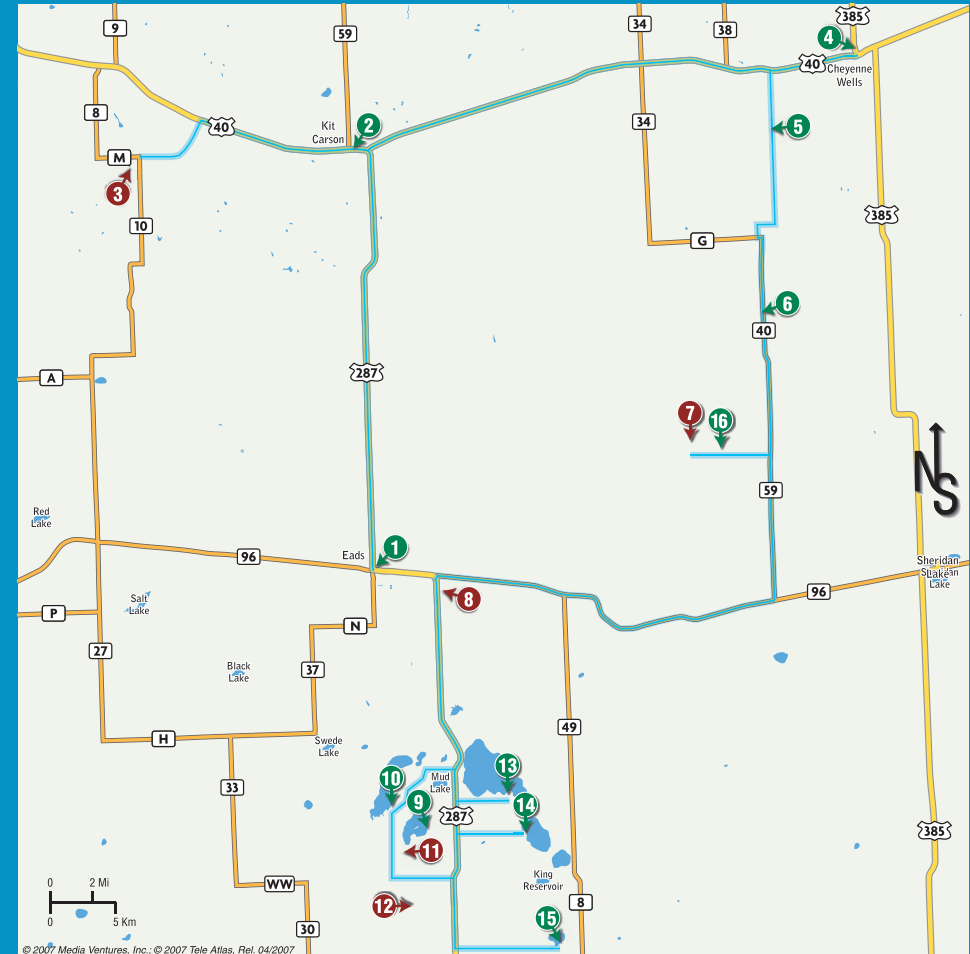 9
59
34
38
385
4
40
Cheyenne
Wells
8
40
Kit
Carson
2
34
5
M
3
10
385
G
6
40
287
A
7
16
59
N
S
Red
Lake
Eads
1
96
Sheridan
Lake
Sheridan
Lake
8
96
Salt
Lake
P
N
27
37
Black
Lake
49
H
Swede
Lake
13
10
Mud
Lake
33
9
14
287
385
11
King
Reservoir
0
2 Mi
WW
12
8
0
5 Km
15
30
© 2007 Media Ventures, Inc.; © 2007 Tele Atlas, Rel. 04/2007